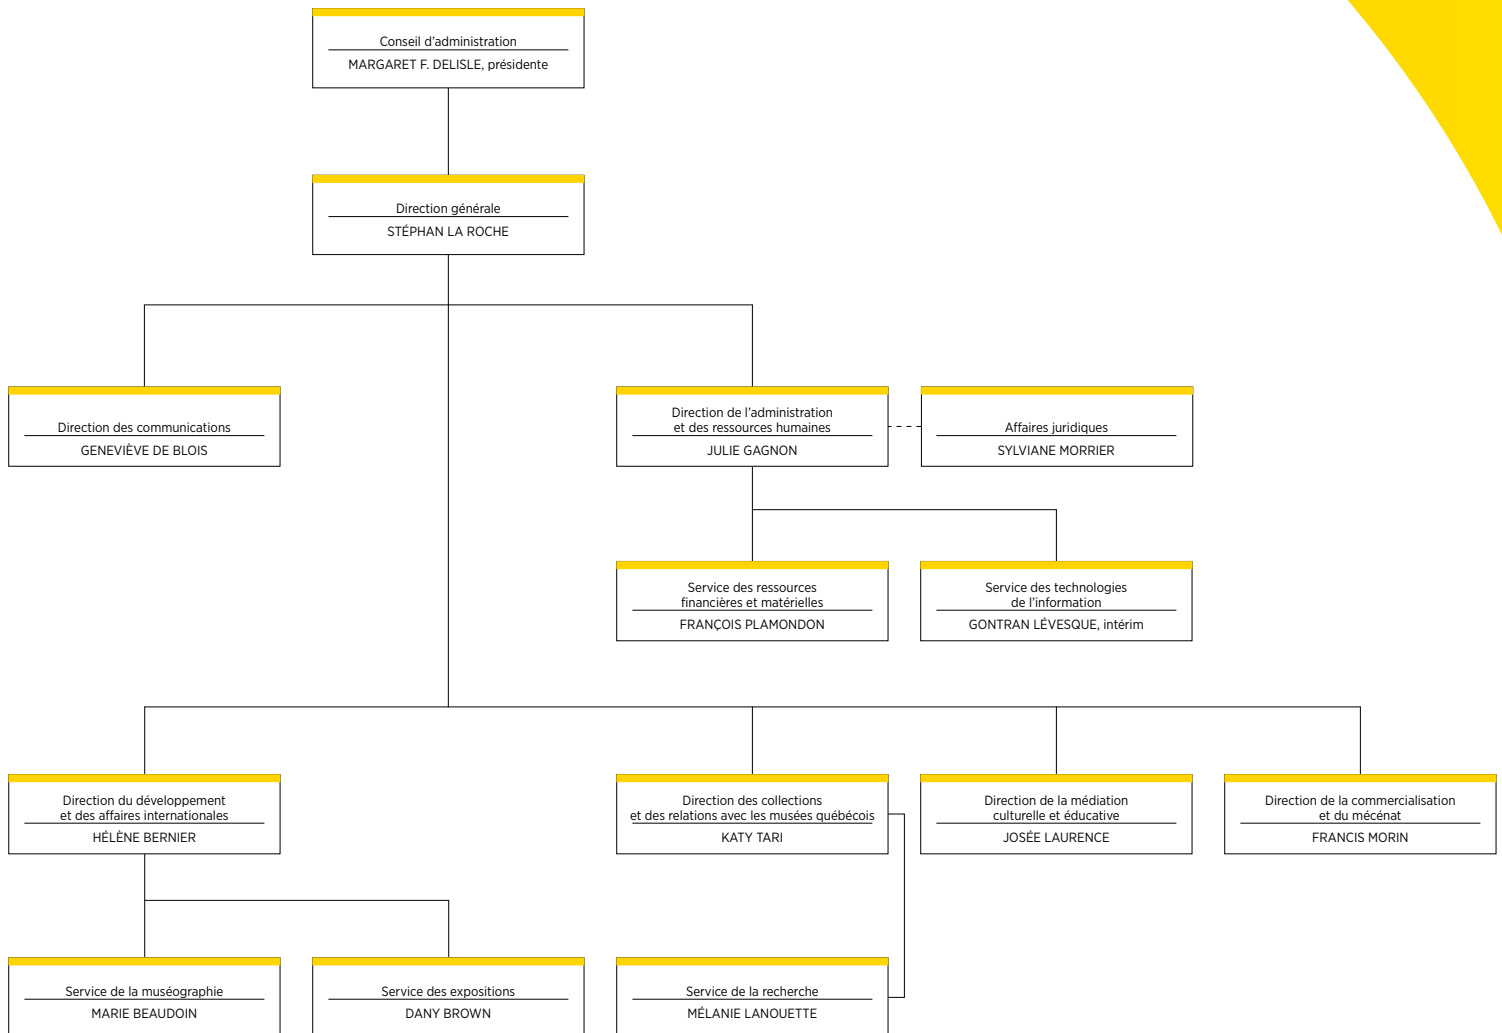 Conseil d'administration
MARGARET F. DELISLE, présidente
Direction générale
STÉPHAN LA ROCHE
Direction des communications
GENEVIÈVE DE BLOIS
Direction de l'administration
et des ressources humaines
JULIE GAGNON
Affaires juridiques
SYLVIANE MORRIER
Service des ressources
financières et matérielles
FRANÇOIS PLAMONDON
Service des technologies
de l'information
GONTRAN LÉVESQUE, intérim
Direction du développement
et des affaires internationales
HÉLÈNE BERNIER
Direction des collections
et des relations avec les musées québécois
KATY TARI
Direction de la médiation
culturelle et éducative
JOSÉE LAURENCE
Direction de la commercialisation
et du mécénat
FRANCIS MORIN
Service de la muséographie
MARIE BEAUDOIN
Service des expositions
DANY BROWN
Service de la recherche
MÉLANIE LANOUETTE